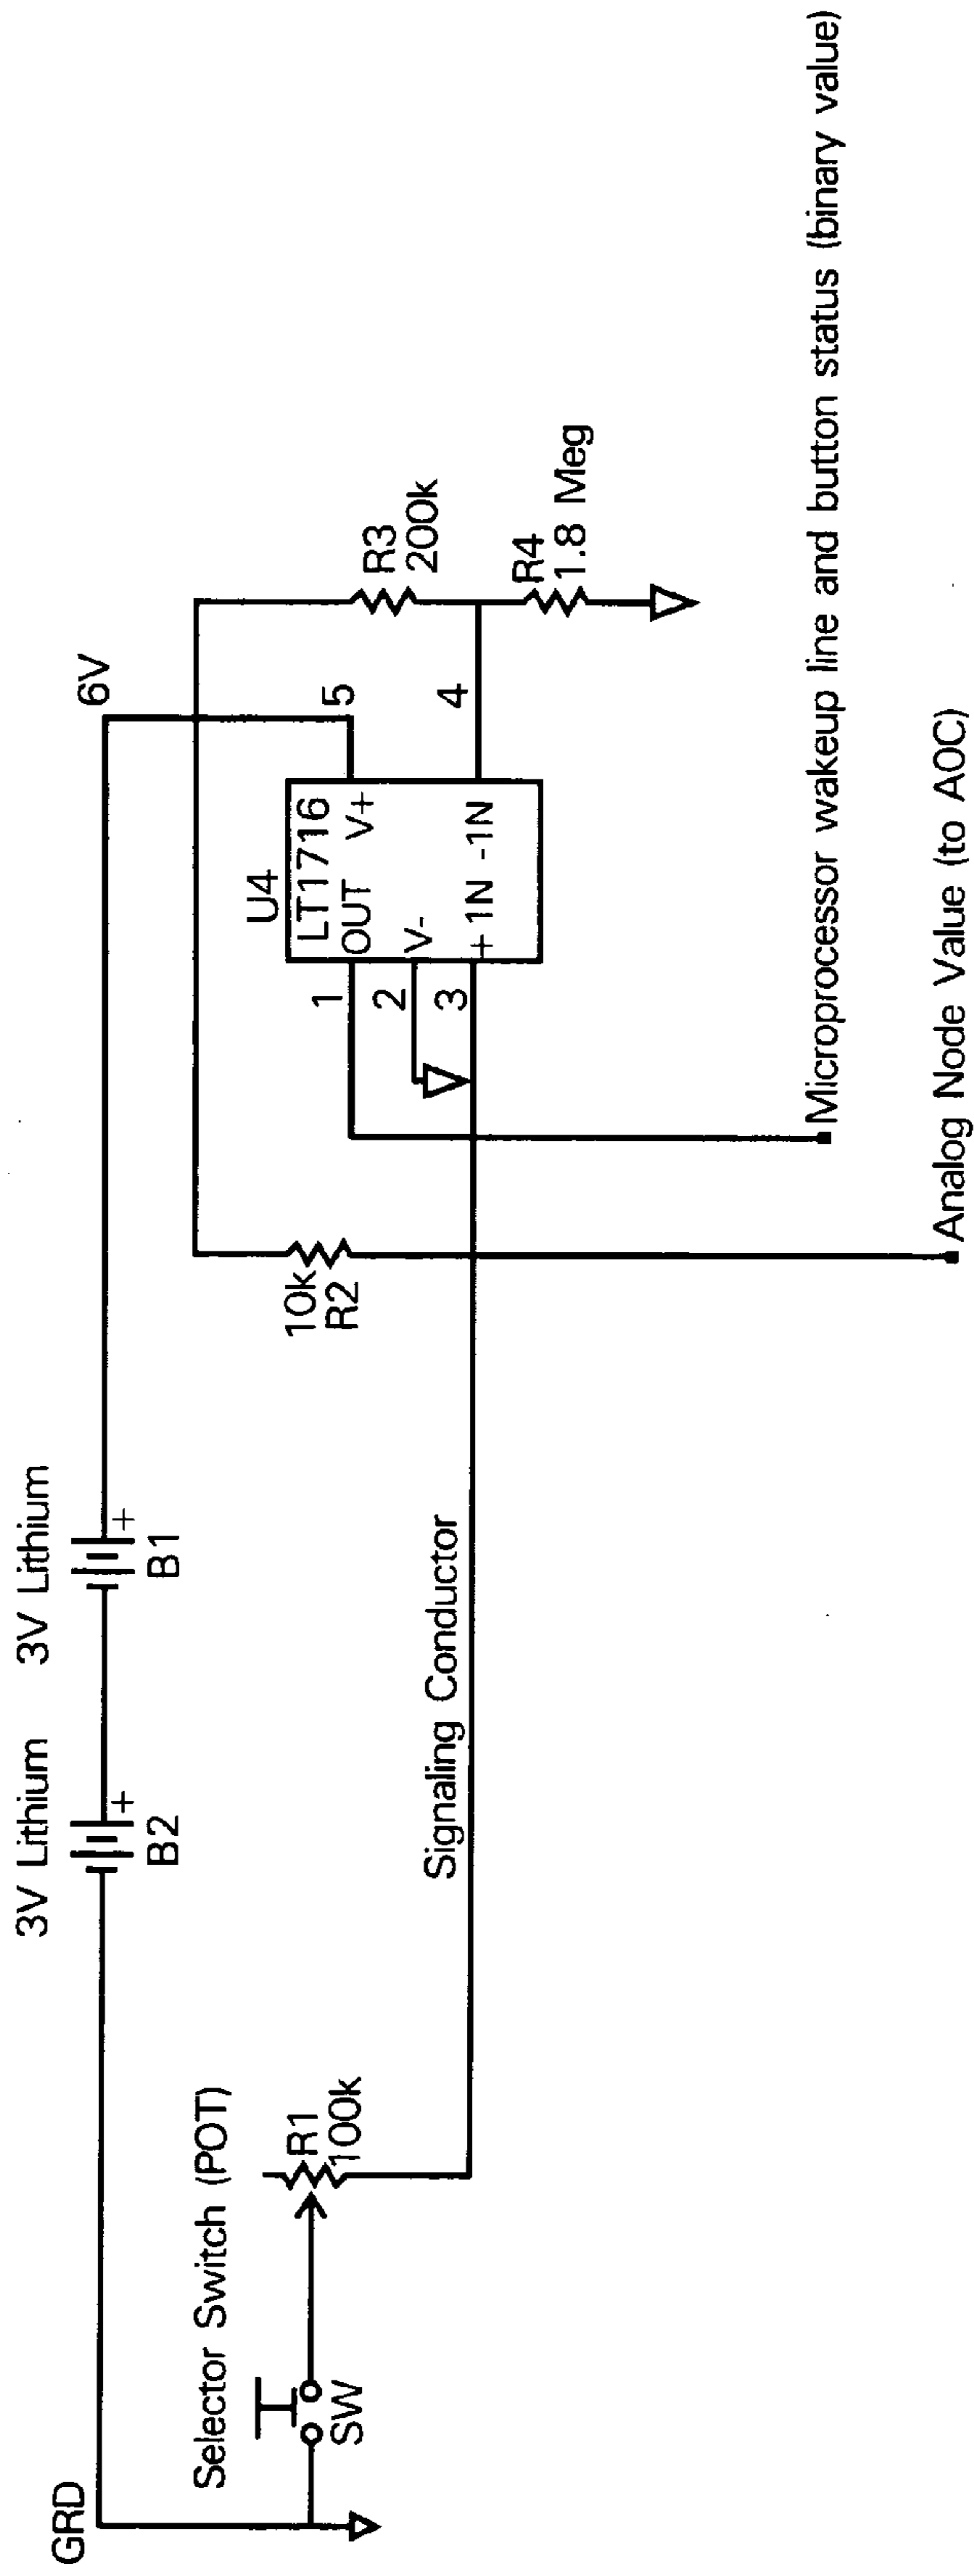 GRD
3V Lithium
3V Lithium
+
B2
+
B1
6V
Selector Switch (POT)
SW
R1
100k
Signaling Conductor
10k
R2
U4
LT1716
OUT
V+
V-
+1N
-1N
1
2
3
5
4
R3
200k
R4
1.8 Meg
Microprocessor wakeup line and button status (binary value)
Analog Node Value (to AOC)